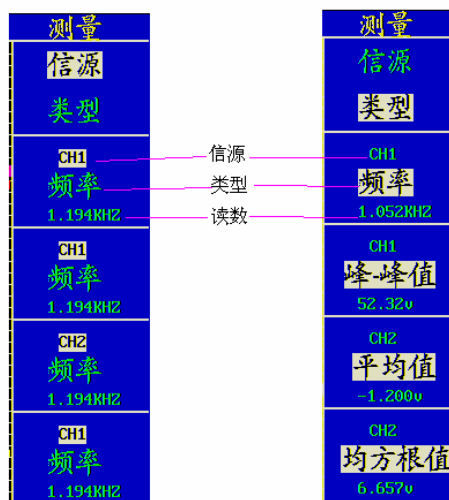 测量
信源
类型
CH1
频率
1.194KHZ
CH1
频率
1.194KHZ
CH2
频率
1.194KHZ
CH1
频率
1.194KHZ
信源
类型
读数
测量
信源
类型
CH1
频率
1.052KHZ
CH1
峰-峰值
52.32v
CH2
平均值
-1.200v
CH2
均方根值
6.657v